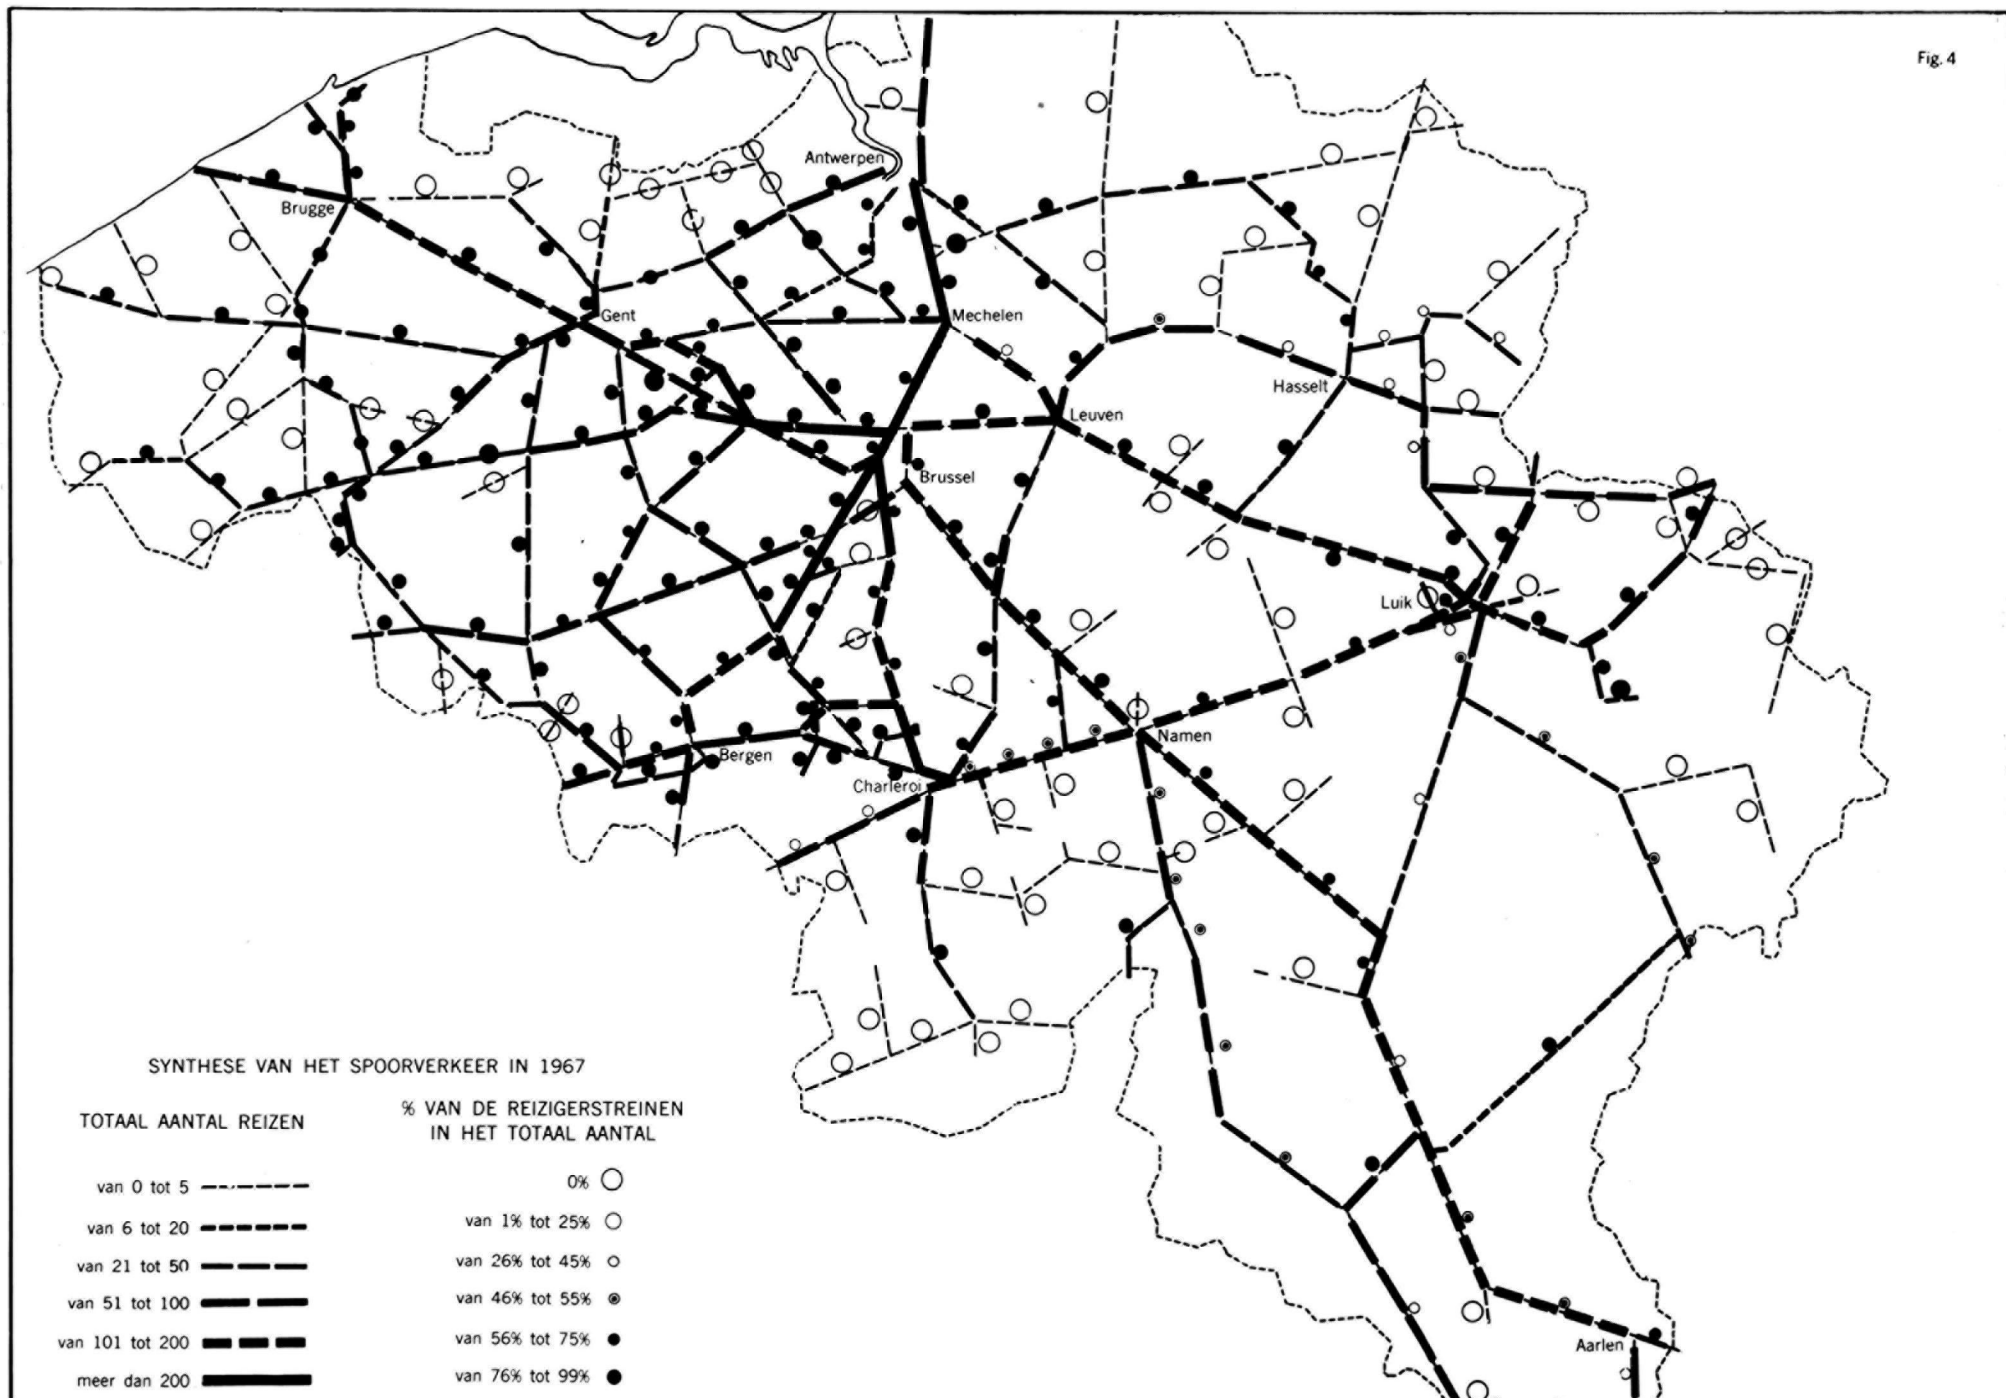 Fig. 4
Antwerpen
Brugge
Gent
Mechelen
Hasselt
Leuven
Brussel
Luik
Namen
Bergen
Charleroi
Aarlen
SYNTHESE VAN HET SPOORVERKEER IN 1967
TOTAAL AANTAL REIZEN
van 0 tot 5
van 6 tot 20
van 21 tot 50
van 51 tot 100
van 101 tot 200
meer dan 200
% VAN DE REIZIGERSTREINEN
IN HET TOTAAL AANTAL
0%
van 1% tot 25%
van 26% tot 45%
van 46% tot 55%
van 56% tot 75%
van 76% tot 99%